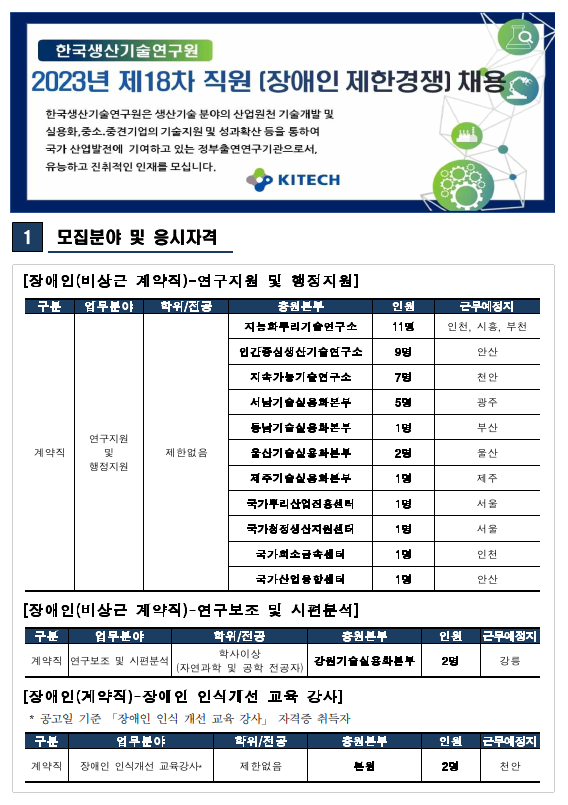 한국생산기술연구원
2023년 제18차 직원 (장애인 제한경쟁) 채용
한국생산기술연구원은 생산기술 분야의 산업원천 기술개발 및
실용화,중소,중견기업의 기술지원 및 성과확산 등을 통하여
국가 산업발전에 기여하고 있는 정부출연연구기관으로서,
유능하고 진취적인 인재를 모십니다.
KITECH
1 모집분야 및 응시자격
[장애인(비상근 계약직)-연구지원 및 행정지원]
구분 업무분야 학위/전공 충원본부 인원 근무예정지
지능화뿌리기술연구소 11명 인천, 시흥, 부천
인간중심생산기술연구소 9명 안산
지속가능기술연구소 7명 천안
서남기술실용화본부 5명 광주
동남기술실용화본부 1명 부산
계약직 연구지원 및 행정지원 제한없음 울산기술실용화본부 2명 울산
제주기술실용화본부 1명 제주
국가뿌리산업진흥센터 1명 서울
국가청정생산지원센터 1명 서울
국가희소금속센터 1명 인천
국가산업융합센터 1명 안산
[장애인(비상근 계약직)-연구보조 및 시편분석]
구분 업무분야 학위/전공 충원본부 인원 근무예정지
계약직 연구보조 및 시편분석 학사이상 (자연과학 및 공학 전공자) 강원기술실용화본부 2명 강릉
[장애인(계약직)-장애인 인식개선 교육 강사]
* 공고일 기준 「장애인 인식 개선 교육 강사」 자격증 취득자
구분 업무분야 학위/전공 충원본부 인원 근무예정지
계약직 장애인 인식개선 교육강사* 제한없음 본원 2명 천안